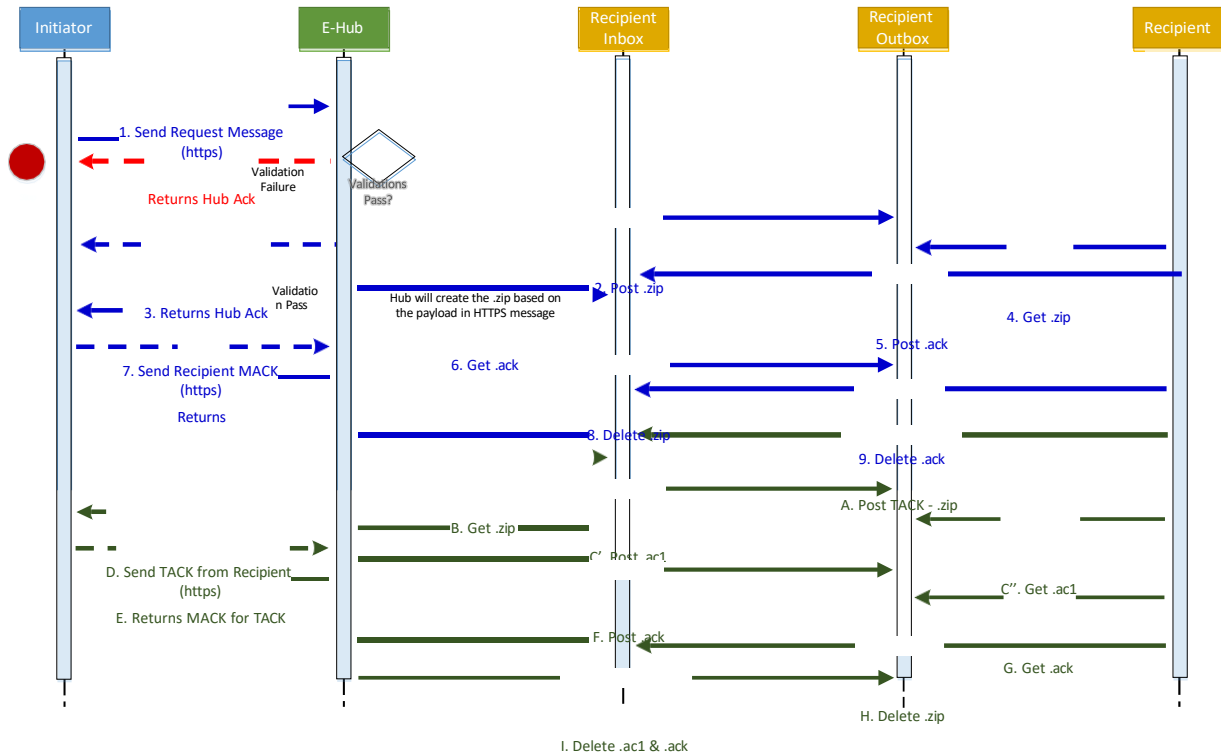 Initiator
E-Hub
Recipient
Inbox
Recipient
Outbox
Recipient
1. Send Request Message
(https)
Validation
Failure
Validations
Pass?
Returns Hub Ack
Validatio
n Pass
2. Post .zip
Hub will create the .zip based on
the payload in HTTPS message
3. Returns Hub Ack
4. Get .zip
5. Post .ack
6. Get .ack
7. Send Recipient MACK
(https)
Returns
8. Delete .zip
9. Delete .ack
A. Post TACK - .zip
B. Get .zip
C'. Post .ac1
D. Send TACK from Recipient
(https)
C''. Get .ac1
E. Returns MACK for TACK
F. Post .ack
G. Get .ack
H. Delete .zip
I. Delete .ac1 & .ack